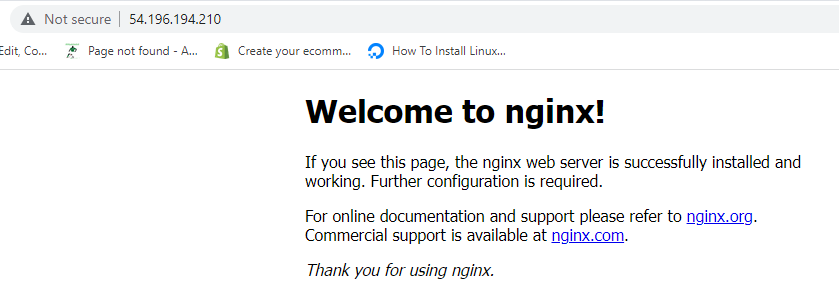 Not secure | 54.196.194.210
Edit, Co... Page not found - A... Create your ecomm... How To Install Linux...
Welcome to nginx!
If you see this page, the nginx web server is successfully installed and
working. Further configuration is required.
For online documentation and support please refer to nginx.org.
Commercial support is available at nginx.com.
Thank you for using nginx.